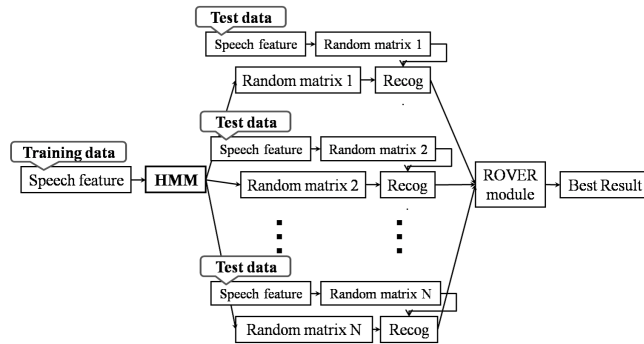 Test data
Speech feature
Random matrix 1
Random matrix 1
Recog
Test data
Training data
Speech feature
Random matrix 2
Speech feature
HMM
Random matrix 2
Recog
ROVER
module
Best Result
Test data
Speech feature
Random matrix N
Random matrix N
Recog